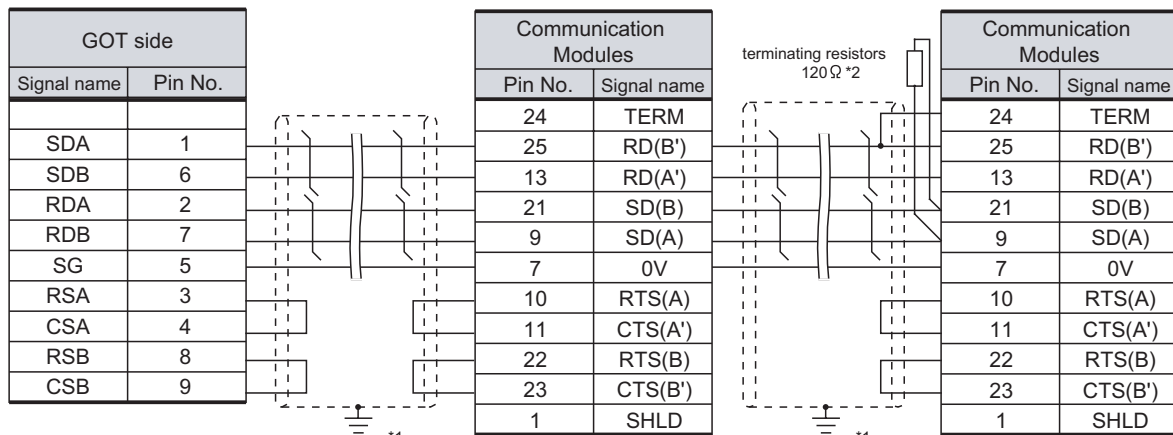 GOT side
Signal name Pin No.
SDA 1
SDB 6
RDA 2
RDB 7
SG 5
RSA 3
CSA 4
RSB 8
CSB 9
*1
Communication
Modules
Pin No. Signal name
24 TERM
25 RD(B')
13 RD(A')
21 SD(B)
9 SD(A)
7 0V
10 RTS(A)
11 CTS(A')
22 RTS(B)
23 CTS(B')
1 SHLD
terminating resistors
120Ω *2
*1
Communication
Modules
Pin No. Signal name
24 TERM
25 RD(B')
13 RD(A')
21 SD(B)
9 SD(A)
7 0V
10 RTS(A)
11 CTS(A')
22 RTS(B)
23 CTS(B')
1 SHLD